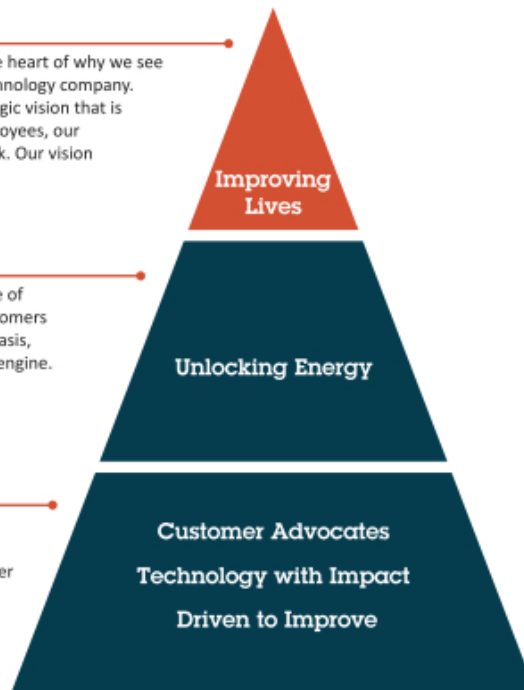 heart of why we see
nology company.
gic vision that is
oyees, our
k. Our vision
Improving
Lives
e of
omers
asis,
engine.
Unlocking Energy
Customer Advocates
Technology with Impact
er
Driven to Improve